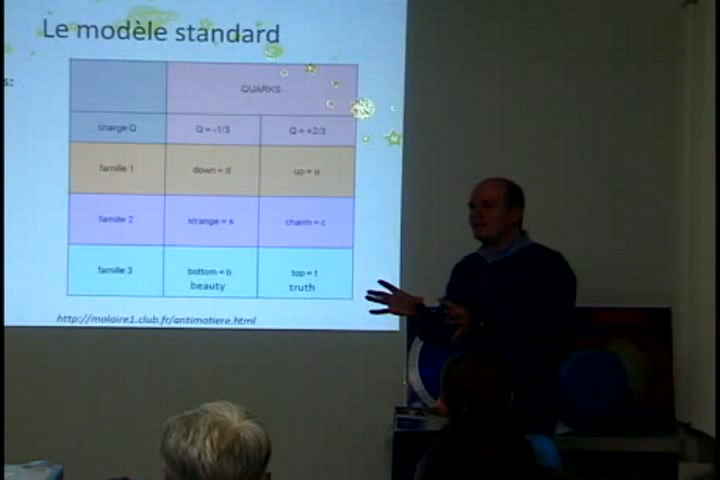 Le modèle standard
s:
QUARKS
charge Q
Q = -1/3
Q = +2/3
famille 1
down = d
up = u
famille 2
strange = s
charm = c
famille 3
bottom = b
beauty
top = t
truth
http://molaire1.club.fr/antimatiere.html